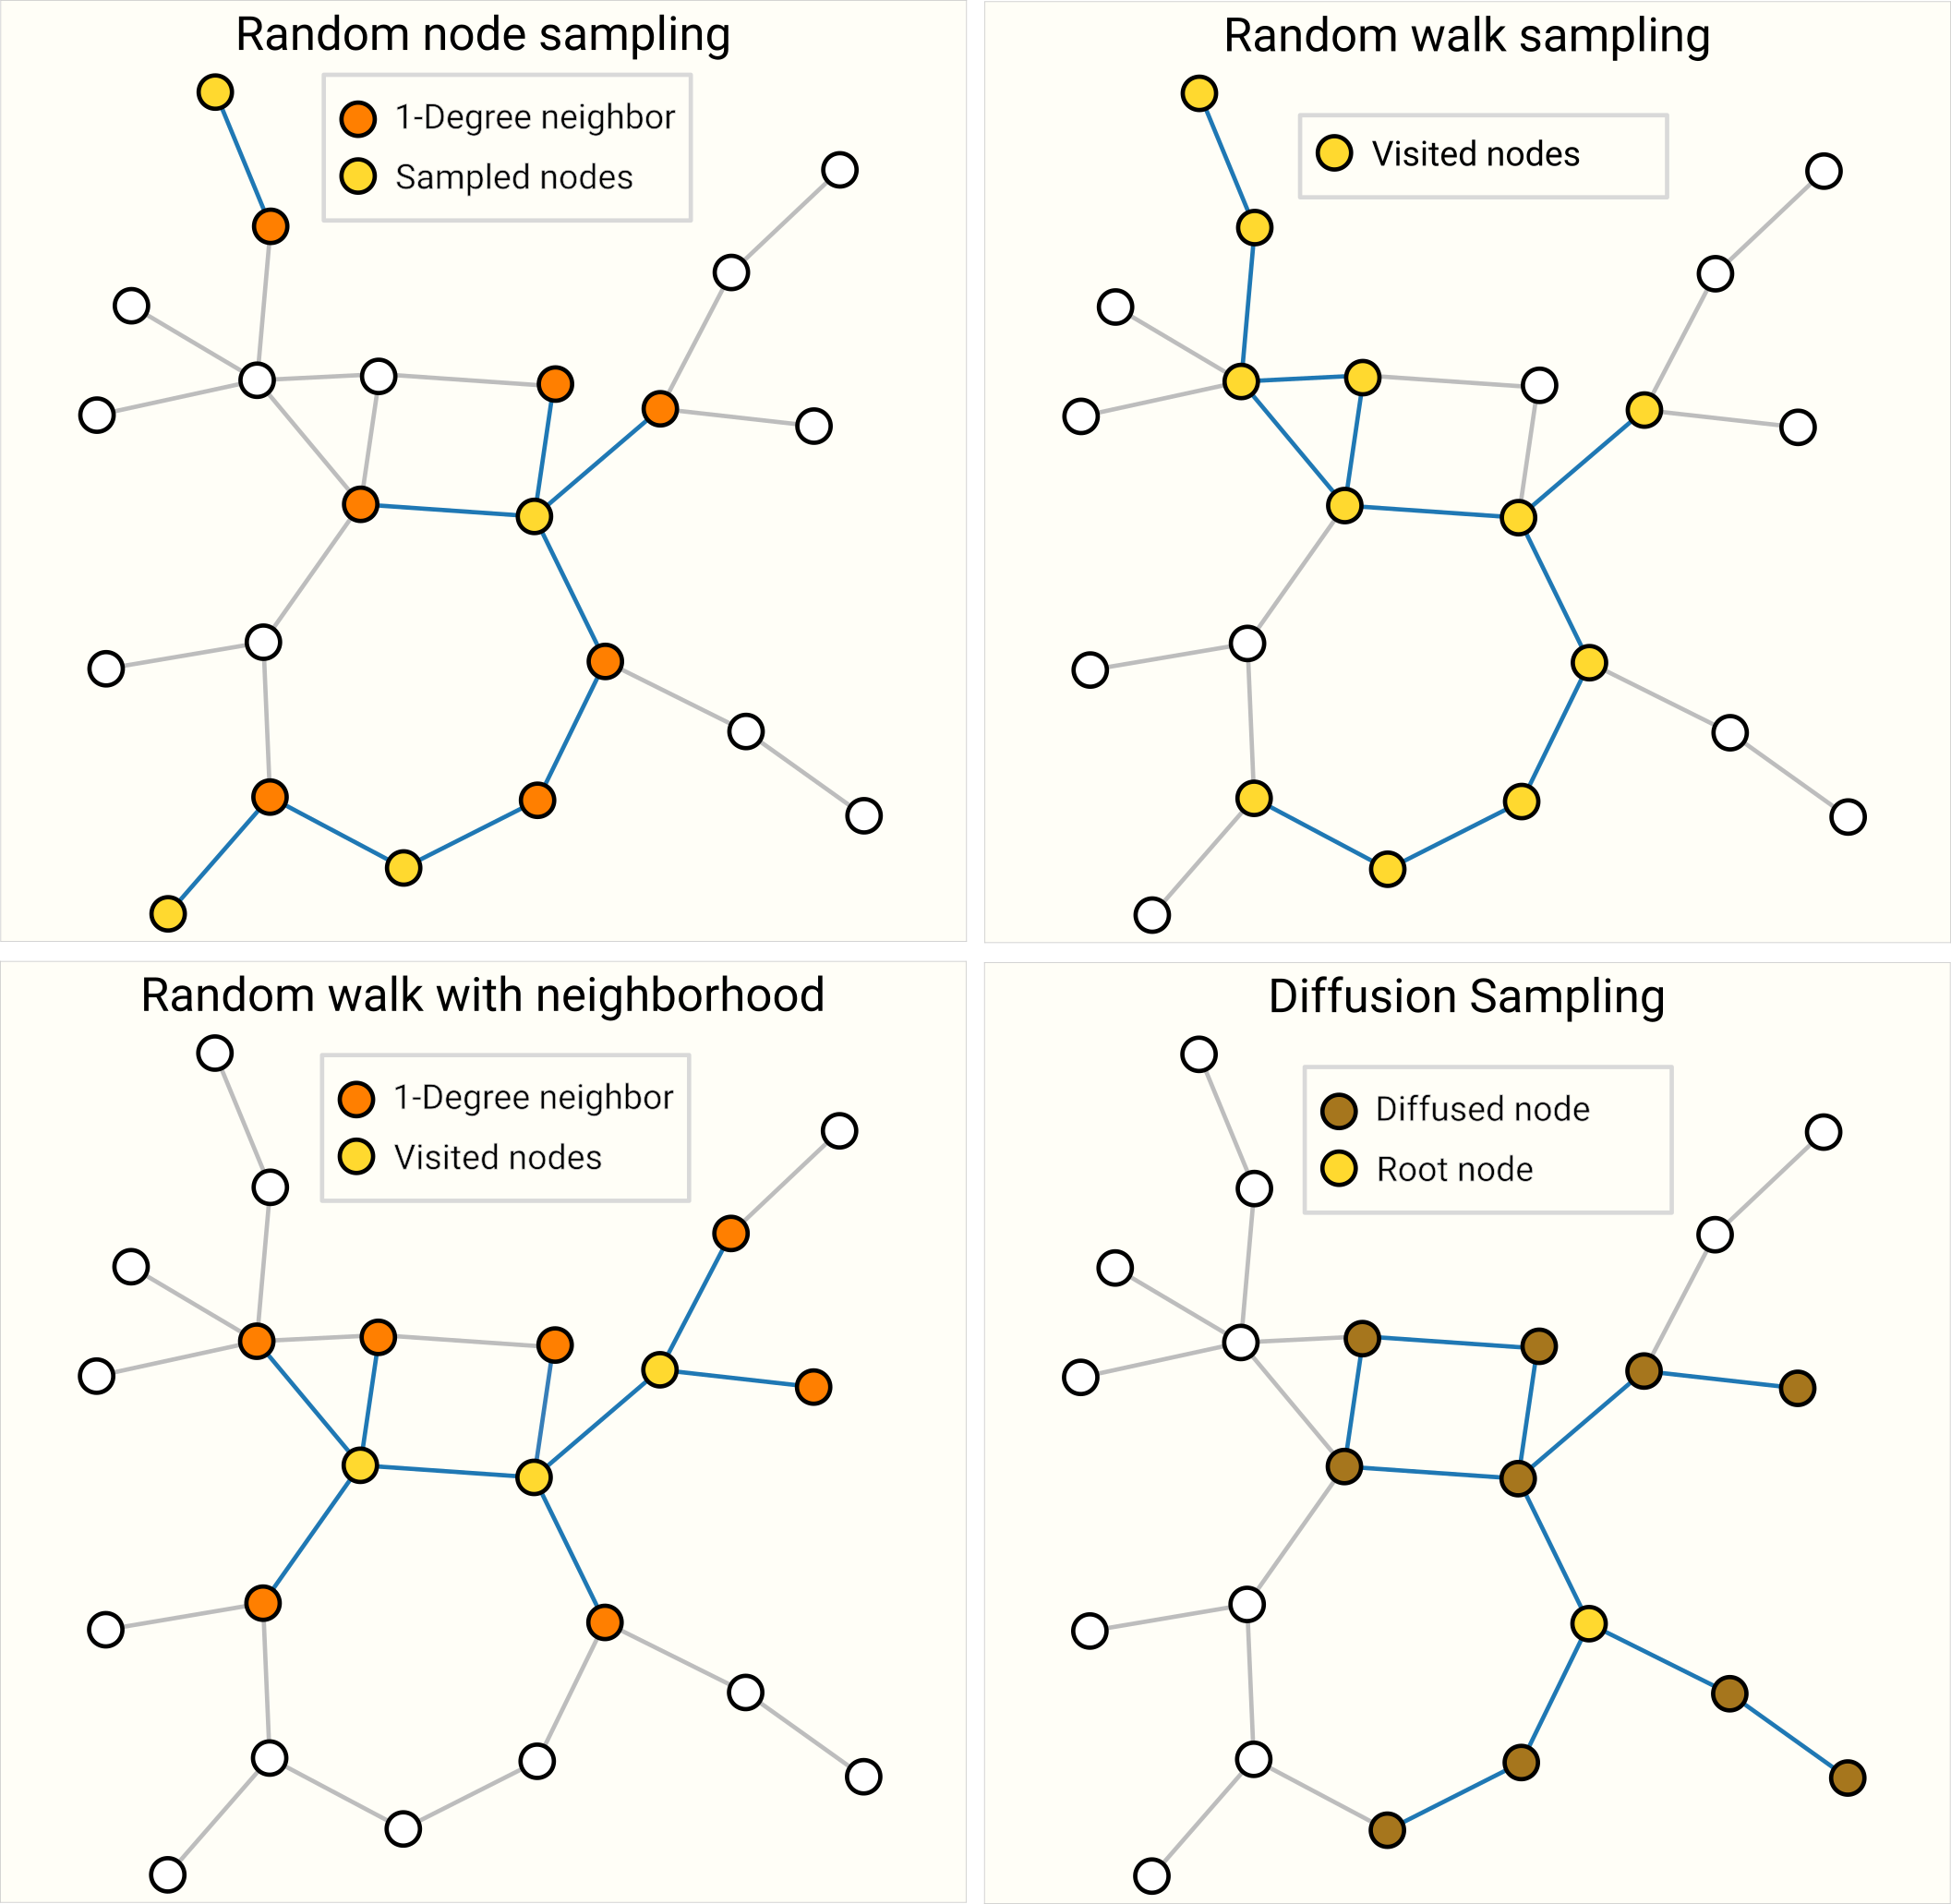 Random node sampling
1-Degree neighbor
Sampled nodes
Random walk sampling
Visited nodes
Random walk with neighborhood
1-Degree neighbor
Visited nodes
Diffusion Sampling
Diffused node
Root node